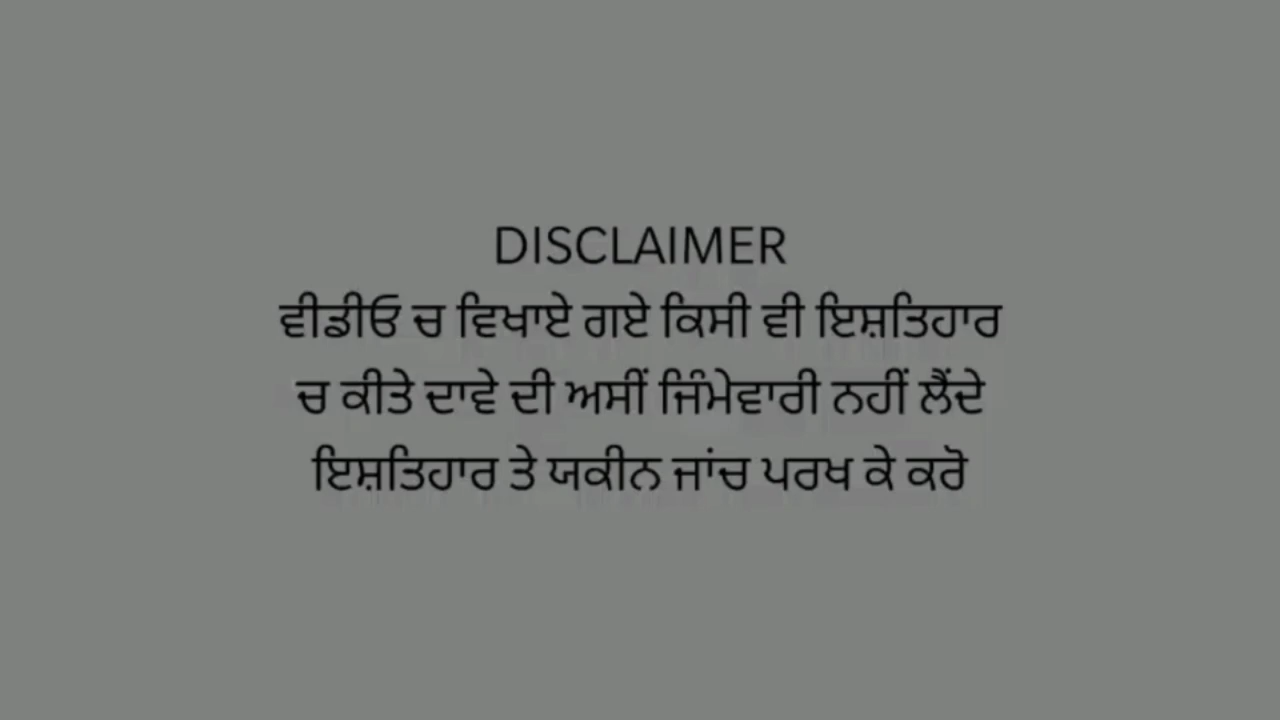 DISCLAIMER
ਵੀਡੀਓ ਚ ਵਿਖਾਏ ਗਏ ਕਿਸੀ ਵੀ ਇਸ਼ਤਿਹਾਰ
ਚ ਕੀਤੇ ਦਾਵੇ ਦੀ ਅਸੀਂ ਜਿੰਮੇਵਾਰੀ ਨਹੀਂ ਲੈਂਦੇ
ਇਸ਼ਤਿਹਾਰ ਤੇ ਯਕੀਨ ਜਾਂਚ ਪਰਖ ਕੇ ਕਰੋ